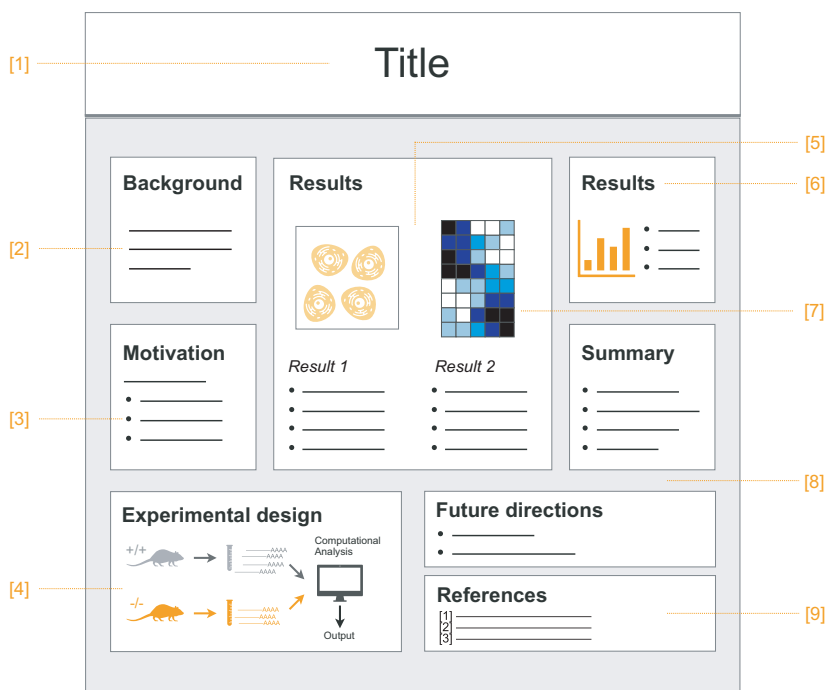 [1]
Title
[5]
Background
Results
Results
[6]
[2]
[7]
Motivation
Result 1
Result 2
Summary
[3]
[8]
Experimental design
+/+
AAAA
AAAA
AAAA
AAAA
Computational
Analysis
[4]
-/-
AAAA
AAAA
AAAA
Output
Future directions
References
[1]
[2]
[3]
[9]